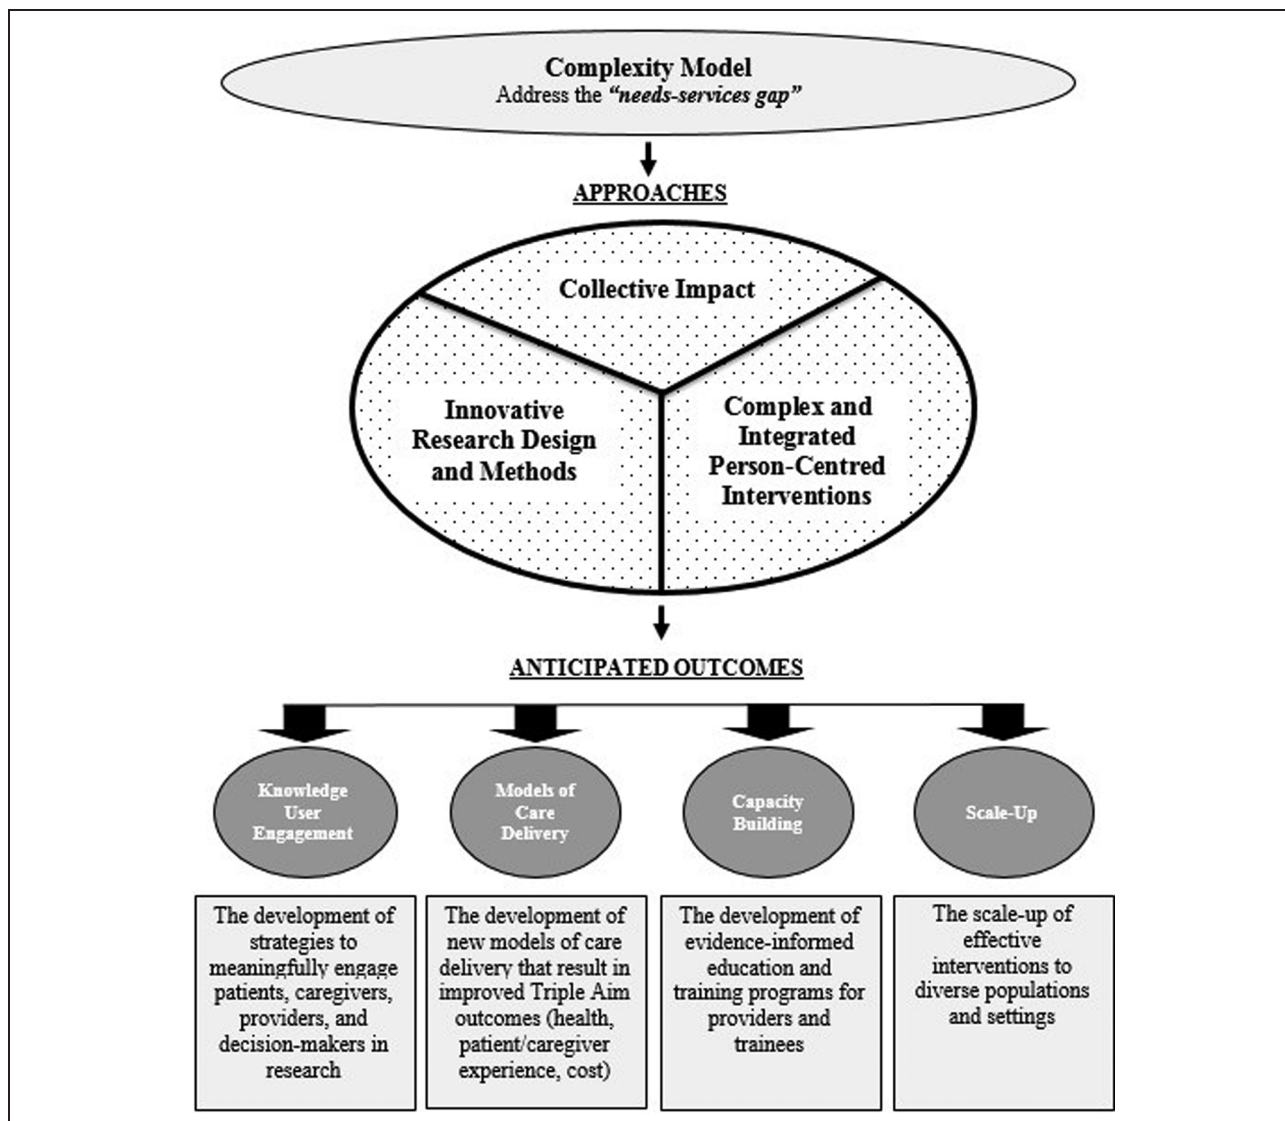 Complexity Model
Address the “needs-services gap”
APPROACHES
Collective Impact
Innovative
Research Design
and Methods
Complex and
Integrated
Person-Centred
Interventions
ANTICIPATED OUTCOMES
Knowledge
User
Engagement
Models of
Care
Delivery
Capacity
Building
Scale-Up
The development of
strategies to
meaningfully engage
patients, caregivers,
providers, and
decision-makers in
research
The development of
new models of care
delivery that result in
improved Triple Aim
outcomes (health,
patient/caregiver
experience, cost)
The development of
evidence-informed
education and
training programs for
providers and
trainees
The scale-up of
effective
interventions to
diverse populations
and settings